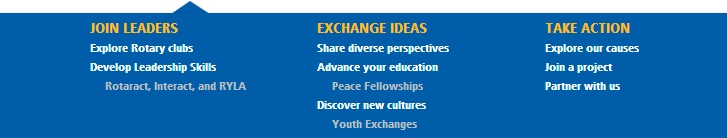 JOIN LEADERS
Explore Rotary clubs
Develop Leadership Skills
Rotaract, Interact, and RYLA
EXCHANGE IDEAS
Share diverse perspectives
Advance your education
Peace Fellowships
Discover new cultures
Youth Exchanges
TAKE ACTION
Explore our causes
Join a project
Partner with us